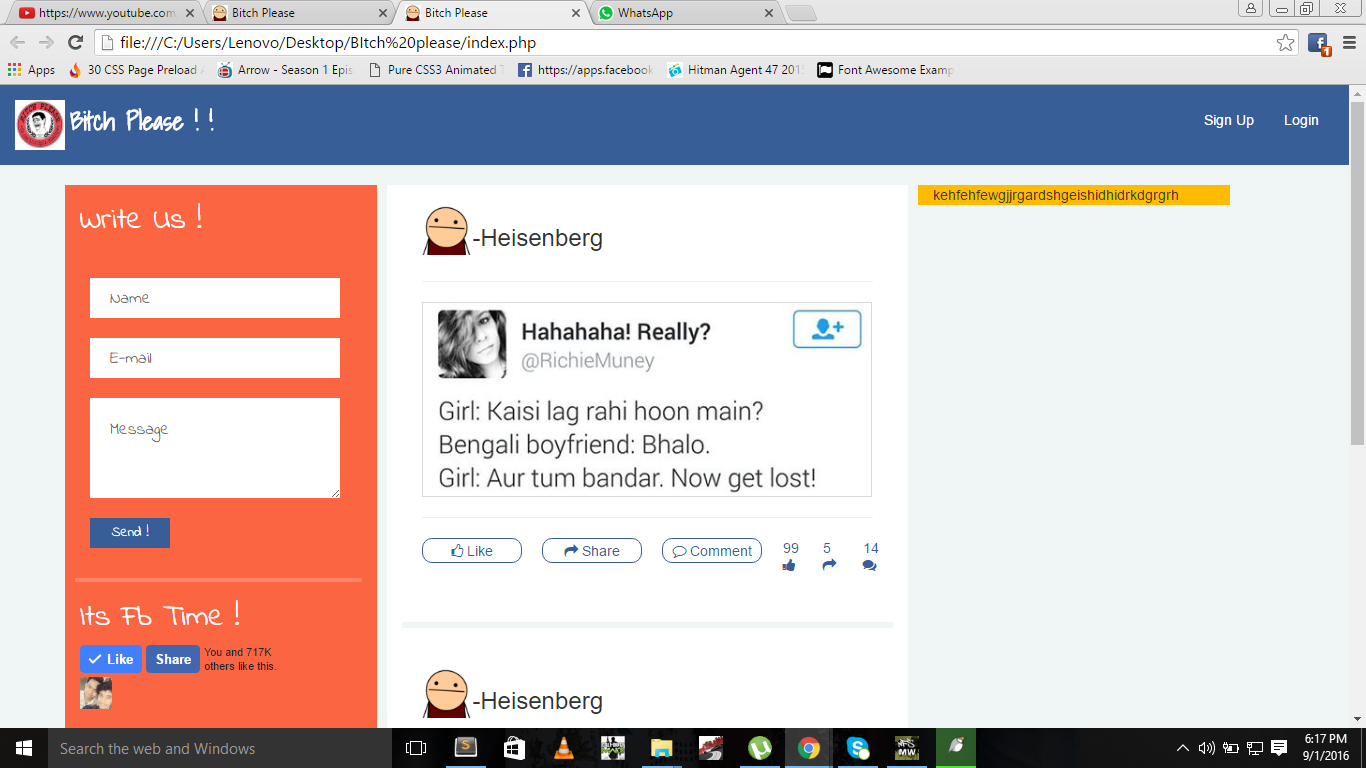 https://www.youtube.com
Bitch Please
Bitch Please
WhatsApp
file:///C:/Users/Lenovo/Desktop/BItch%20please/index.php
Apps
30 CSS Page Preload
Arrow - Season 1 Epis
Pure CSS3 Animated T
https://apps.facebook
Hitman Agent 47 201
Font Awesome Examp
1
Bitch Please ! !
Sign Up
Login
Write Us !
Name
E-mail
Message
Send !
Its Fb Time !
Like
Share
You and 717K
others like this.
-Heisenberg
Hahahaha! Really?
@RichieMuney
Girl: Kaisi lag rahi hoon main?
Bengali boyfriend: Bhalo.
Girl: Aur tum bandar. Now get lost!
Like
Share
Comment
99
5
14
-Heisenberg
kehfehfewgjjrgardshgeishidhidrkdgrgrh
Search the web and Windows
6:17 PM
9/1/2016